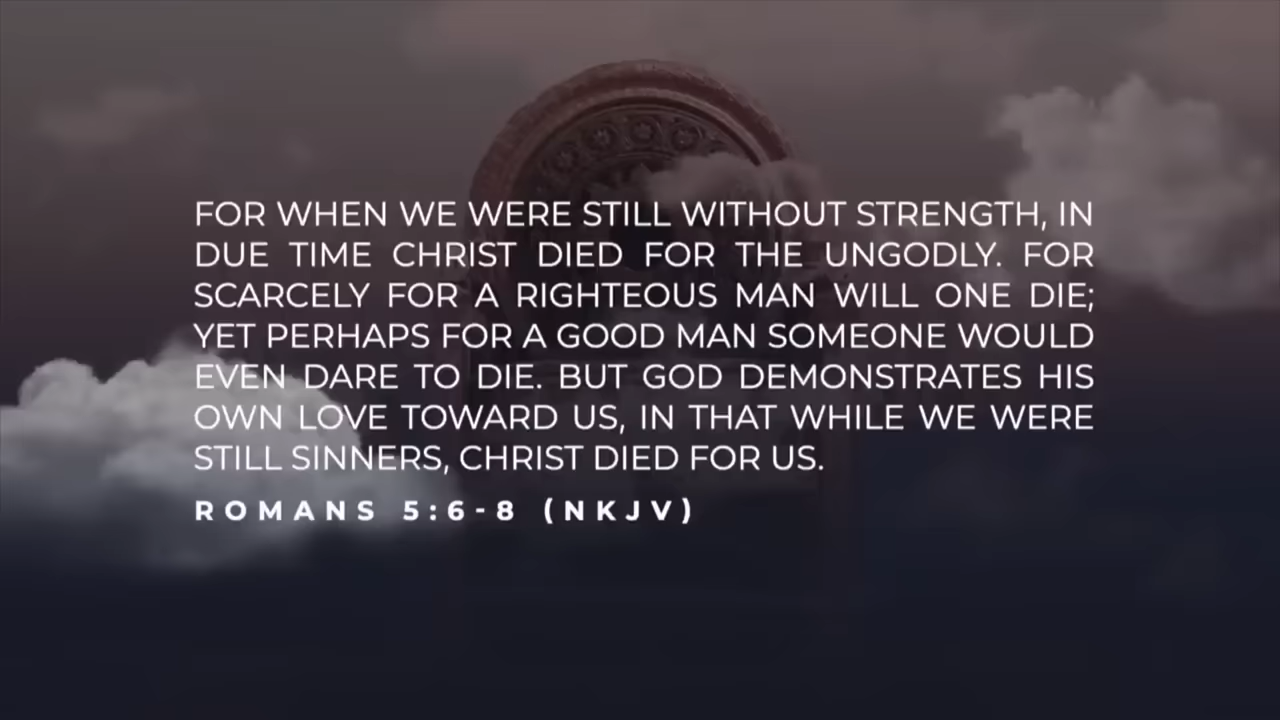 FOR WHEN WE WERE STILL WITHOUT STRENGTH, IN
DUE TIME CHRIST DIED FOR THE UNGODLY. FOR
SCARCELY FOR A RIGHTEOUS MAN WILL ONE DIE;
YET PERHAPS FOR A GOOD MAN SOMEONE WOULD
EVEN DARE TO DIE. BUT GOD DEMONSTRATES HIS
OWN LOVE TOWARD US, IN THAT WHILE WE WERE
STILL SINNERS, CHRIST DIED FOR US.
ROMANS 5:6-8 (NKJV)